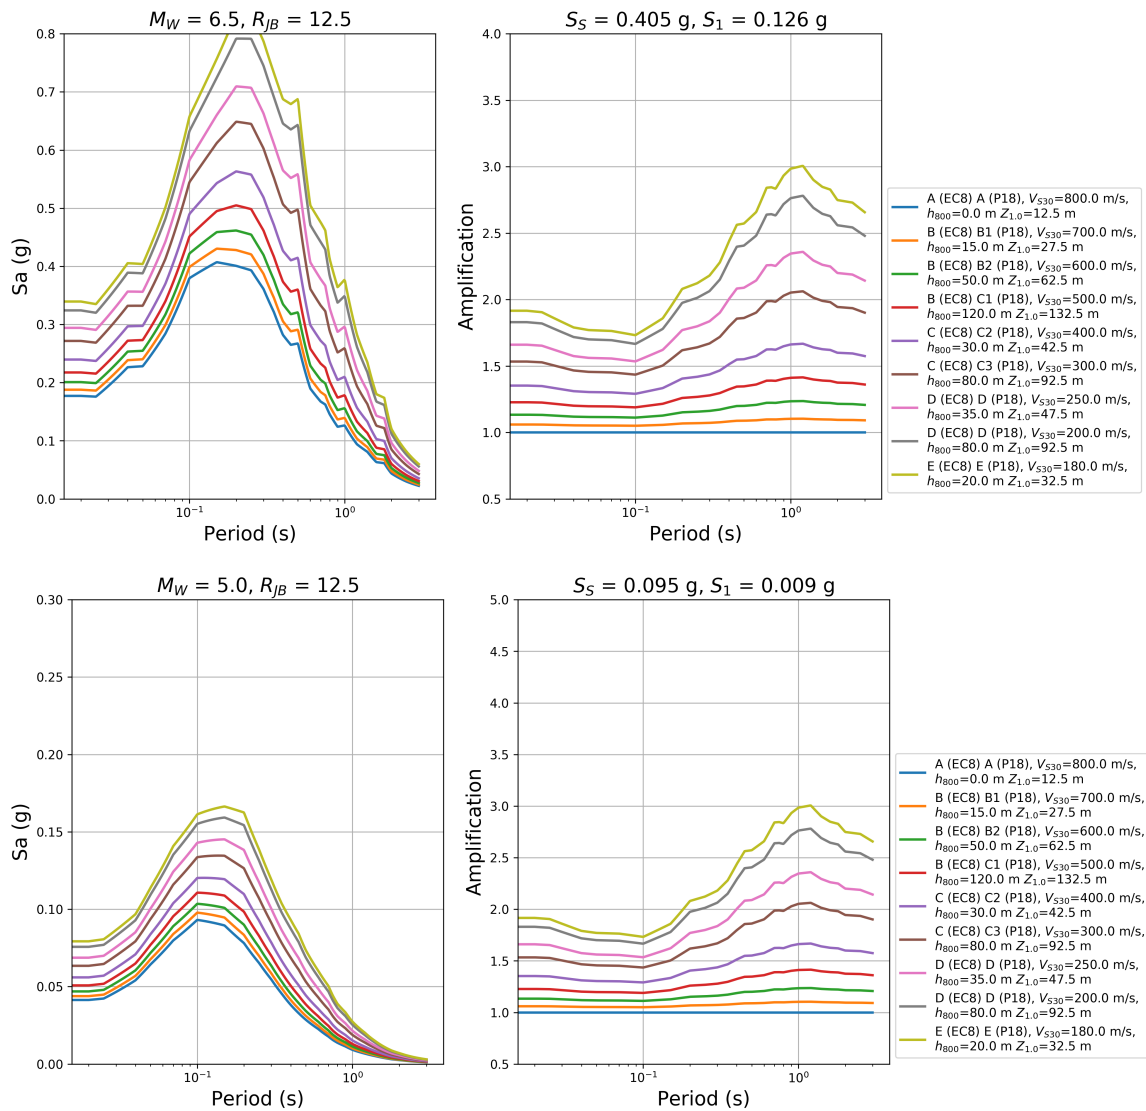 M_W = 6.5, R_JB = 12.5
0.8
0.7
0.6
0.5
0.4
0.3
0.2
0.1
0.0
Sa (g)
10⁻¹
10⁰
Period (s)
S_S = 0.405 g, S_1 = 0.126 g
4.0
3.5
3.0
2.5
2.0
1.5
1.0
0.5
Amplification
10⁻¹
10⁰
Period (s)
A (EC8) A (P18), V_S30=800.0 m/s,
h_800=0.0 m Z_1.0=12.5 m
B (EC8) B1 (P18), V_S30=700.0 m/s,
h_800=15.0 m Z_1.0=27.5 m
B (EC8) B2 (P18), V_S30=600.0 m/s,
h_800=50.0 m Z_1.0=62.5 m
B (EC8) C1 (P18), V_S30=500.0 m/s,
h_800=120.0 m Z_1.0=132.5 m
C (EC8) C2 (P18), V_S30=400.0 m/s,
h_800=30.0 m Z_1.0=42.5 m
C (EC8) C3 (P18), V_S30=300.0 m/s,
h_800=80.0 m Z_1.0=92.5 m
D (EC8) D (P18), V_S30=250.0 m/s,
h_800=35.0 m Z_1.0=47.5 m
D (EC8) D (P18), V_S30=200.0 m/s,
h_800=80.0 m Z_1.0=92.5 m
E (EC8) E (P18), V_S30=180.0 m/s,
h_800=20.0 m Z_1.0=32.5 m
M_W = 5.0, R_JB = 12.5
0.30
0.25
0.20
0.15
0.10
0.05
0.00
Sa (g)
10⁻¹
10⁰
Period (s)
S_S = 0.095 g, S_1 = 0.009 g
5.0
4.5
4.0
3.5
3.0
2.5
2.0
1.5
1.0
0.5
Amplification
10⁻¹
10⁰
Period (s)
A (EC8) A (P18), V_S30=800.0 m/s,
h_800=0.0 m Z_1.0=12.5 m
B (EC8) B1 (P18), V_S30=700.0 m/s,
h_800=15.0 m Z_1.0=27.5 m
B (EC8) B2 (P18), V_S30=600.0 m/s,
h_800=50.0 m Z_1.0=62.5 m
B (EC8) C1 (P18), V_S30=500.0 m/s,
h_800=120.0 m Z_1.0=132.5 m
C (EC8) C2 (P18), V_S30=400.0 m/s,
h_800=30.0 m Z_1.0=42.5 m
C (EC8) C3 (P18), V_S30=300.0 m/s,
h_800=80.0 m Z_1.0=92.5 m
D (EC8) D (P18), V_S30=250.0 m/s,
h_800=35.0 m Z_1.0=47.5 m
D (EC8) D (P18), V_S30=200.0 m/s,
h_800=80.0 m Z_1.0=92.5 m
E (EC8) E (P18), V_S30=180.0 m/s,
h_800=20.0 m Z_1.0=32.5 m